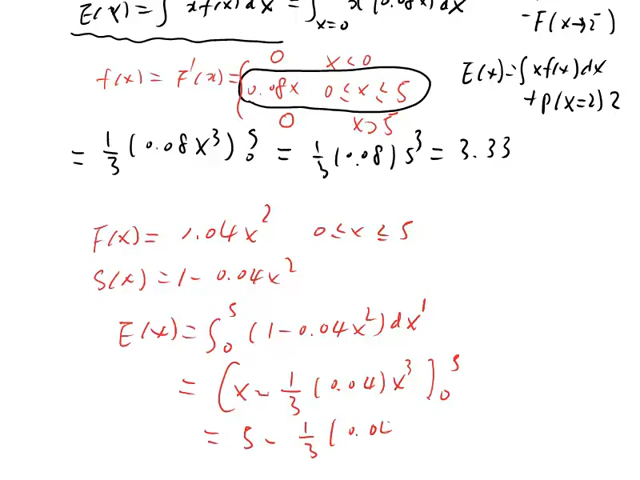 E(x) = ∫ x f(x) dx = ∫ x=0 x (0.08x) dx
- F(x→2⁻)
f(x) = F'(x) = { 0 x < 0
0.08x 0 ≤ x ≤ 5
0 x > 5
E(x) = ∫ x f(x) dx
+ p(x=2) 2
= 1/3 (0.08x³) 5 0 = 1/3 (0.08) 5³ = 3.33
F(x) = 1.04x² 0 ≤ x ≤ 5
S(x) = 1 - 0.04x²
E(x) = ∫₀⁵ (1 - 0.04x²) dx
= (x - 1/3 (0.04) x³ ]₀⁵
= 5 - 1/3 (0.0